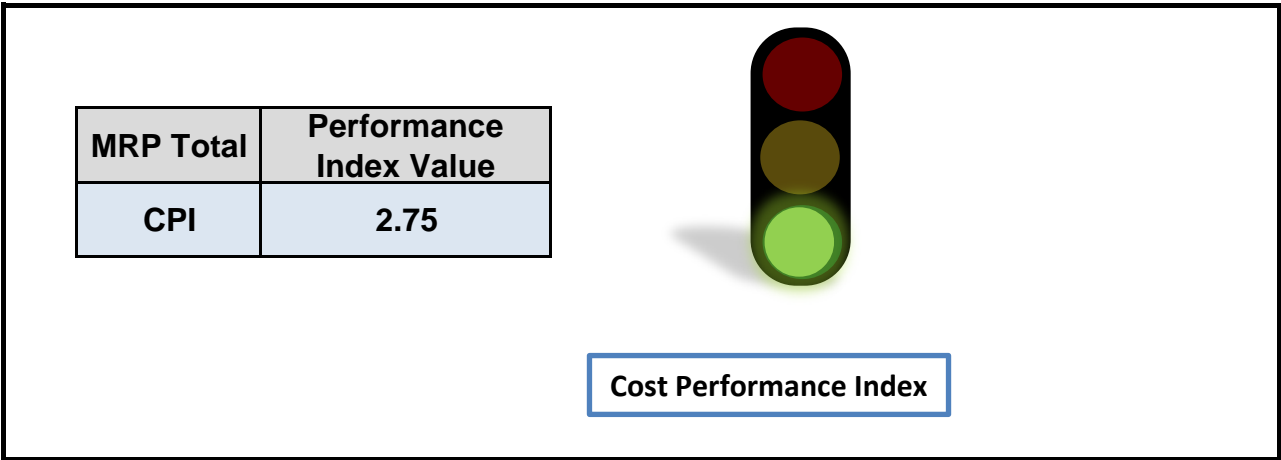 MRP Total
Performance
Index Value
CPI
2.75
Cost Performance Index